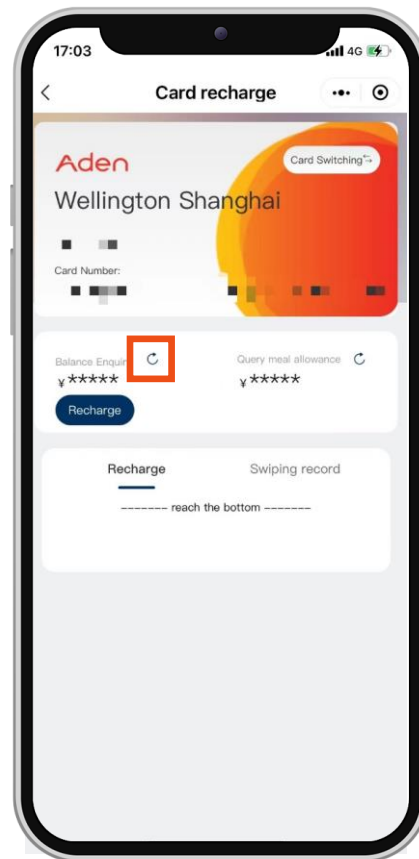 17:03
4G
Card recharge
Aden
Card Switching
Wellington Shanghai
Card Number:
Balance Enquiry
Query meal allowance
¥ *****
¥ *****
Recharge
Recharge
Swiping record
------- reach the bottom -------